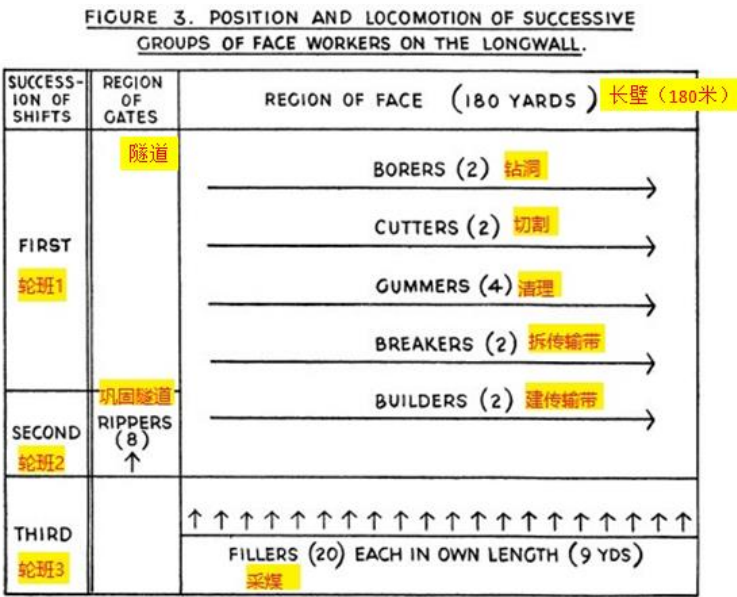 FIGURE 3. POSITION AND LOCOMOTION OF SUCCESSIVE
GROUPS OF FACE WORKERS ON THE LONGWALL.
SUCCESS-
ION OF
SHIFTS
REGION
OF
GATES
REGION OF FACE (180 YARDS) 长壁（180米）
隧道
BORERS (2) 钻洞
CUTTERS (2) 切割
FIRST
轮班1
GUMMERS (4) 清理
BREAKERS (2) 拆传输带
巩固隧道
BUILDERS (2) 建传输带
SECOND
轮班2
RIPPERS
(8)
THIRD
轮班3
FILLERS (20) EACH IN OWN LENGTH (9 YDS)
采煤